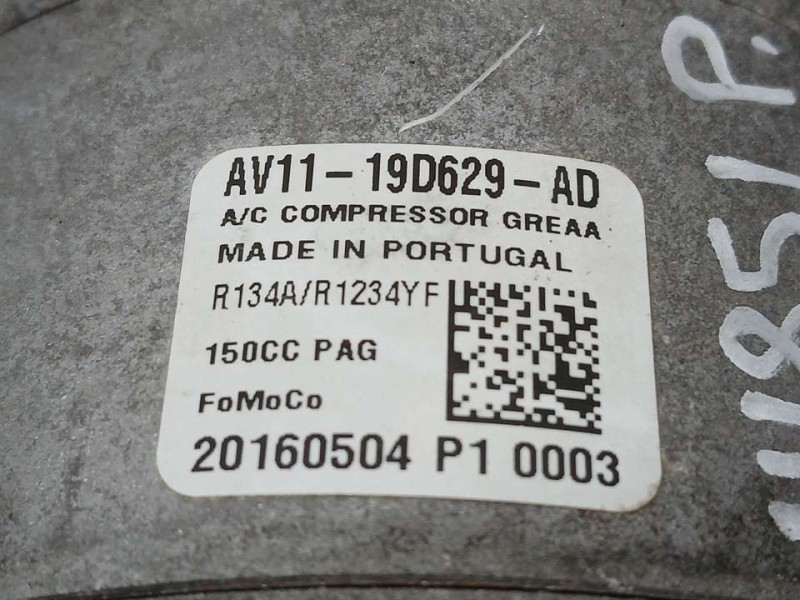 AV11-19D629-AD
A/C COMPRESSOR GREAA
MADE IN PORTUGAL
R134A/R1234YF
150CC PAG
FoMoCo
20160504 P1 0003